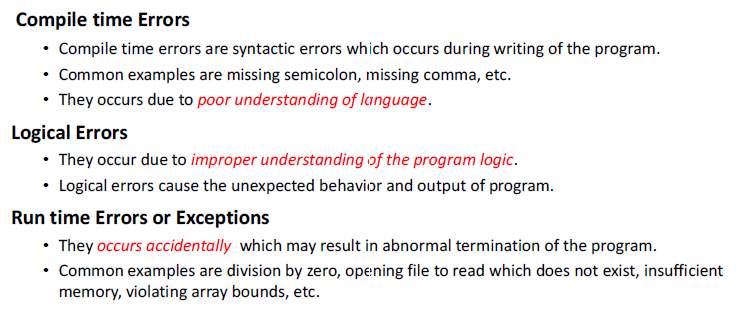 Compile time Errors
• Compile time errors are syntactic errors which occurs during writing of the program.
• Common examples are missing semicolon, missing comma, etc.
• They occurs due to poor understanding of language.
Logical Errors
• They occur due to improper understanding of the program logic.
• Logical errors cause the unexpected behavior and output of program.
Run time Errors or Exceptions
• They occurs accidentally which may result in abnormal termination of the program.
• Common examples are division by zero, opening file to read which does not exist, insufficient
memory, violating array bounds, etc.